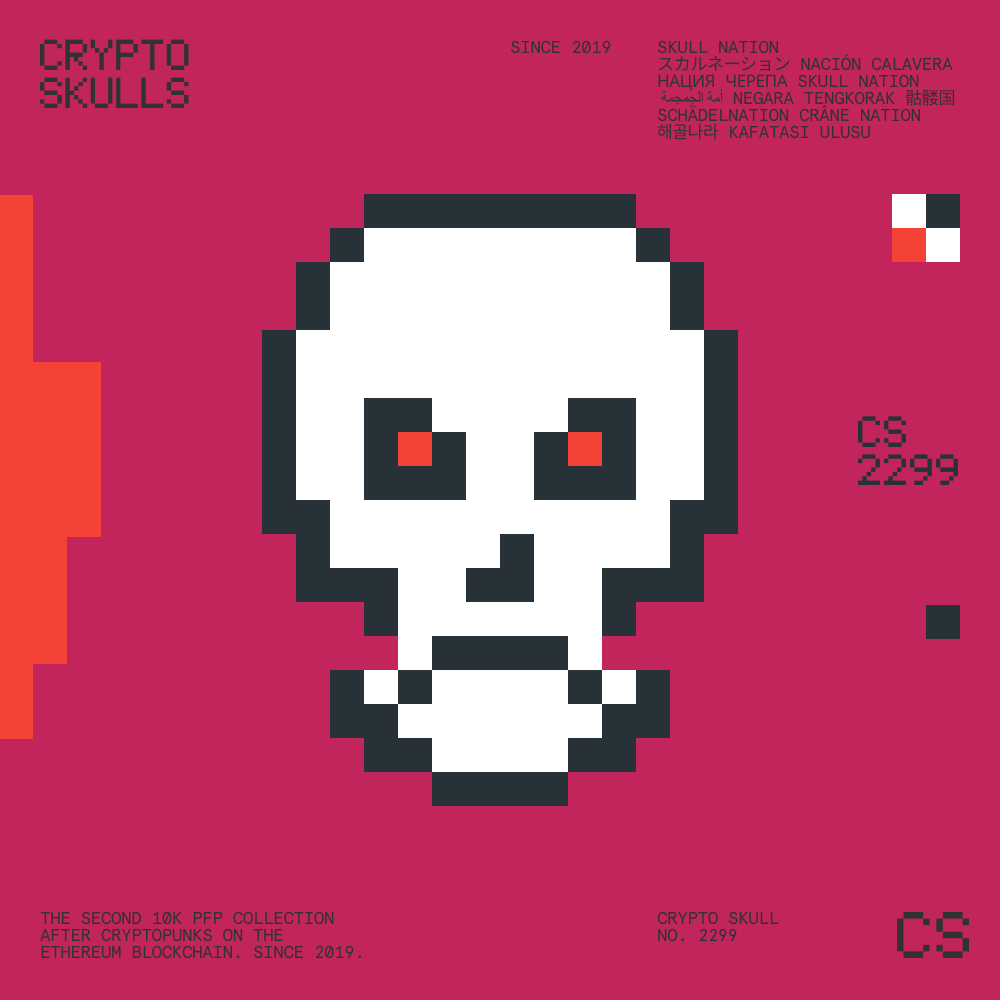 CRYPTO
SKULLS
SINCE 2019
SKULL NATION
スカルネーション NACIÓN CALAVERA
НАЦИЯ ЧЕРЕПА SKULL NATION
أمة الجمجمة NEGARA TENGKORAK 骷髅国
SCHÄDELNATION CRÂNE NATION
해골나라 KAFATASI ULUSU
CS
2299
THE SECOND 10K PFP COLLECTION
AFTER CRYPTOPUNKS ON THE
ETHEREUM BLOCKCHAIN. SINCE 2019.
CRYPTO SKULL
NO. 2299
CS